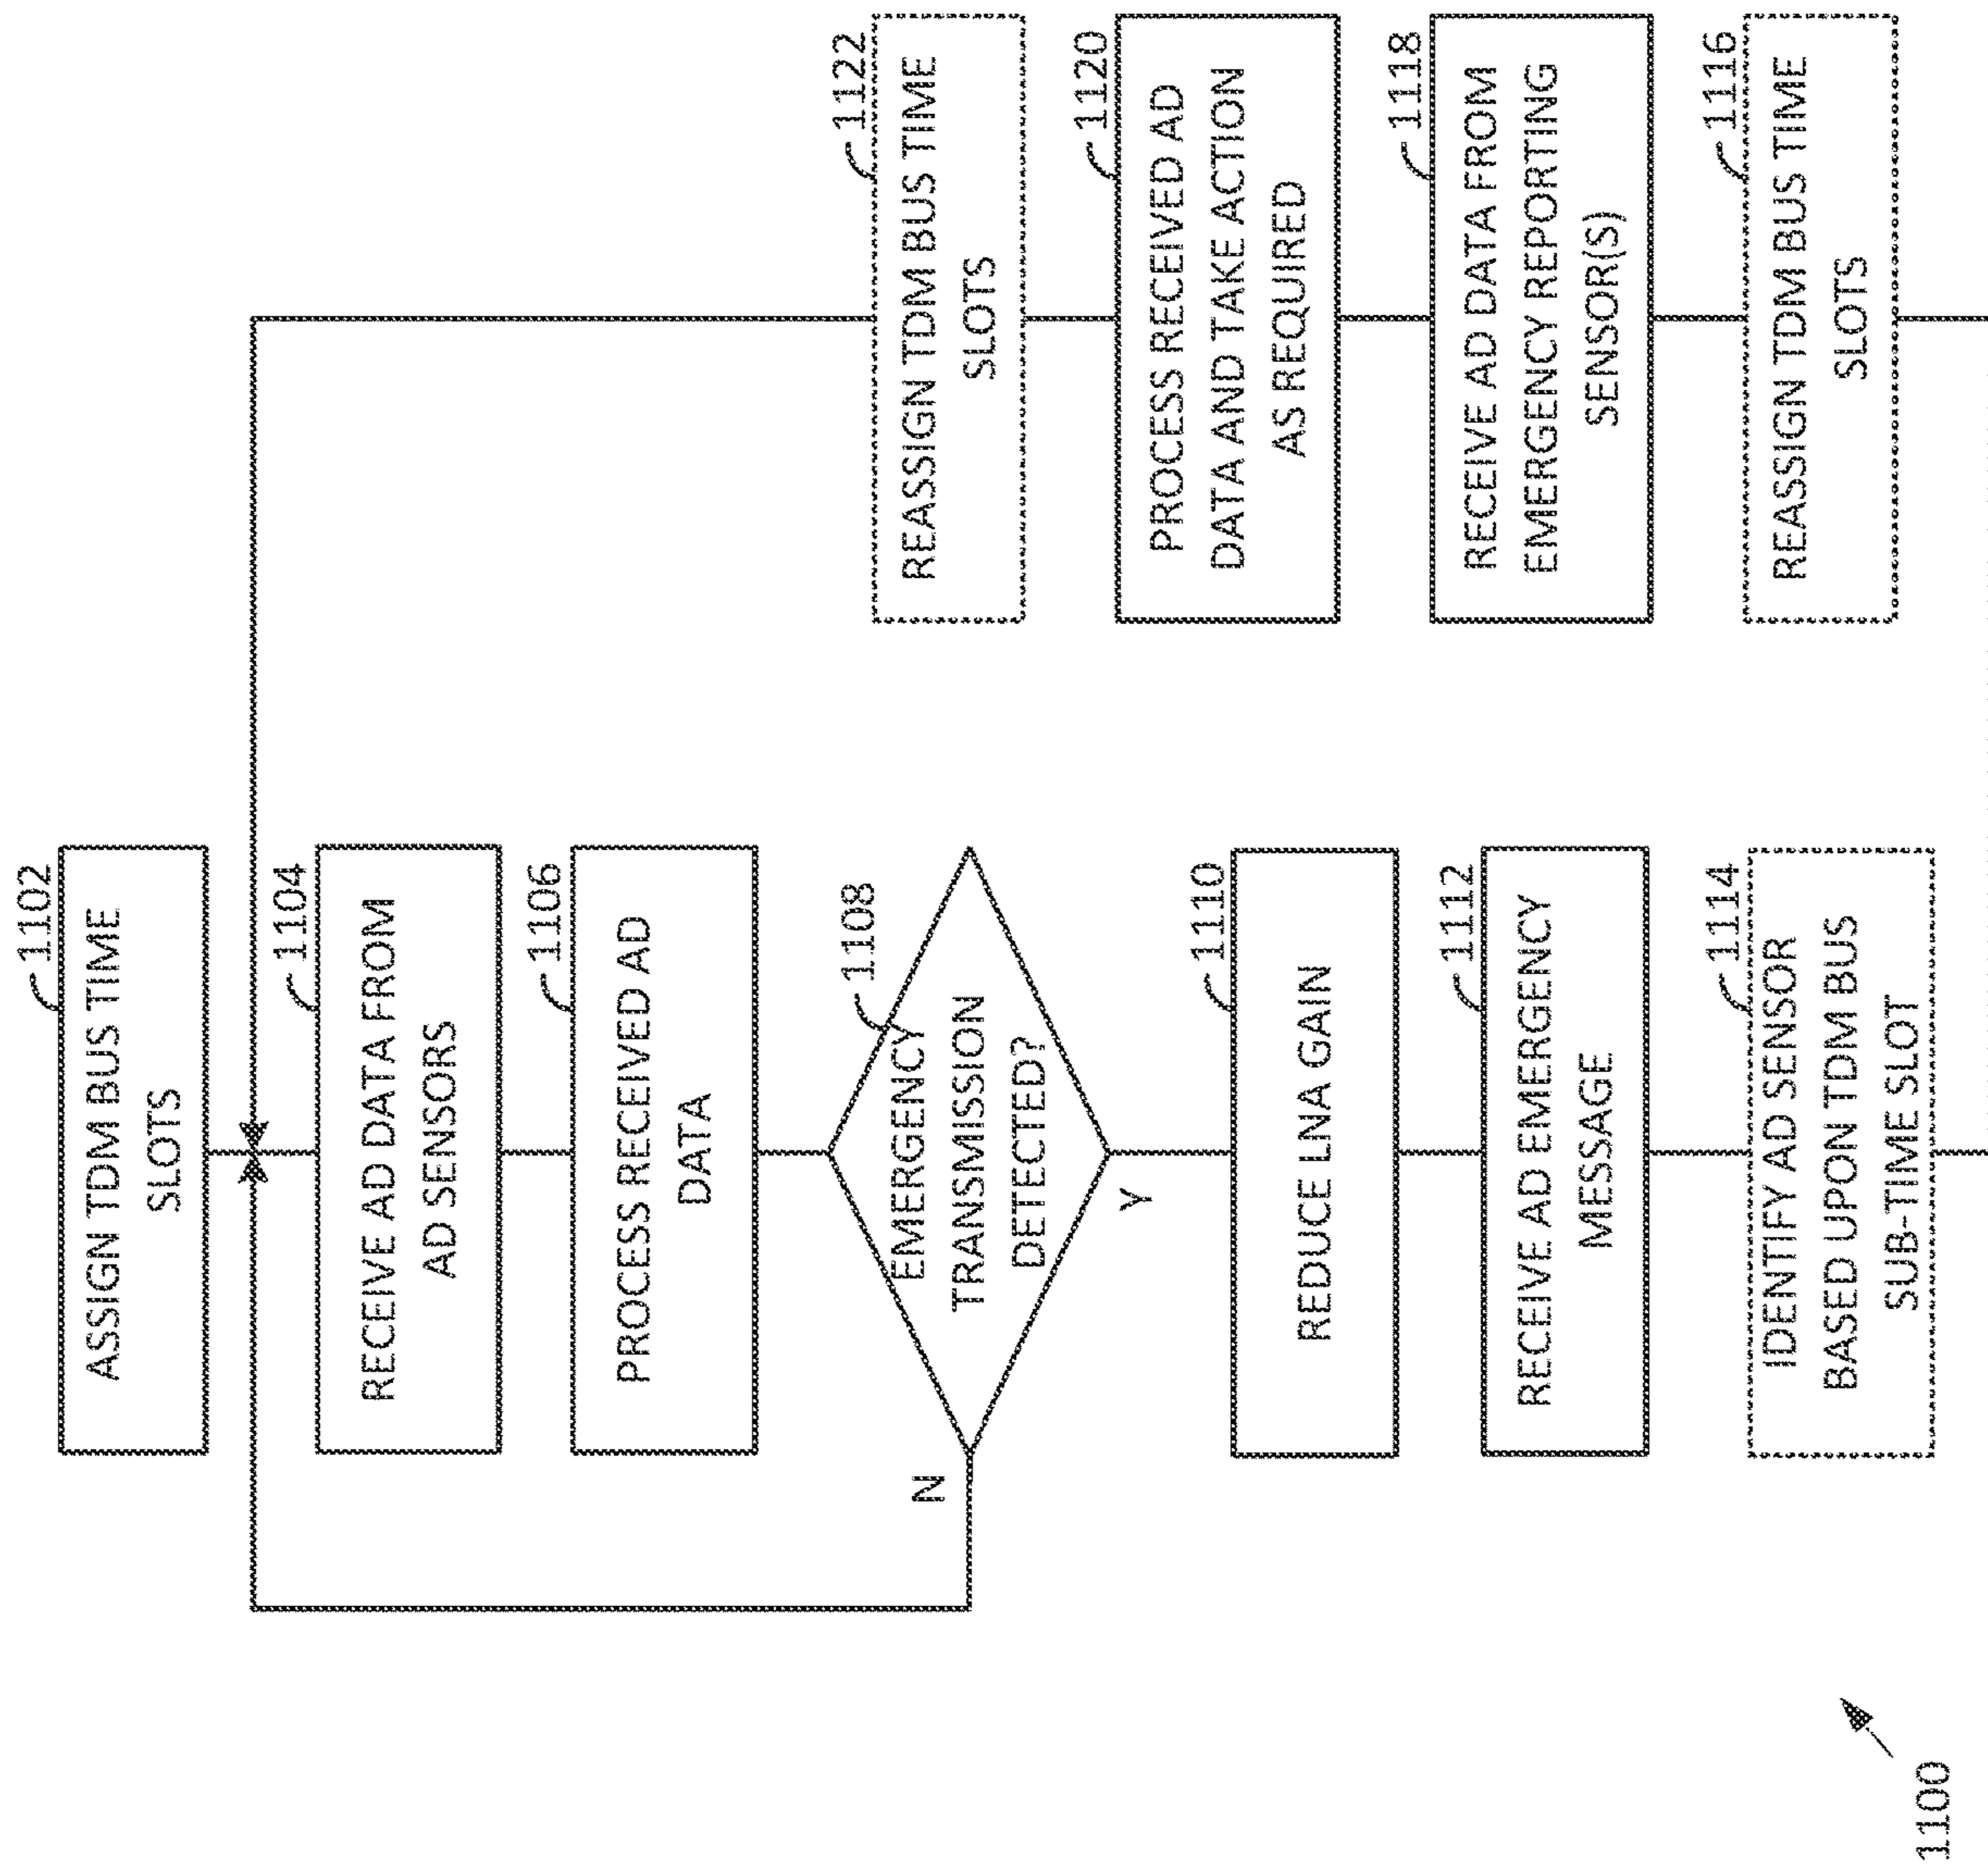 1102
ASSIGN TDM BUS TIME
SLOTS
1104
RECEIVE AD DATA FROM
AD SENSORS
1106
PROCESS RECEIVED AD
DATA
1108
EMERGENCY
TRANSMISSION
DETECTED?
N
Y
1110
REDUCE LNA GAIN
1112
RECEIVE AD EMERGENCY
MESSAGE
1114
IDENTIFY AD SENSOR
BASED UPON TDM BUS
SUB-TIME SLOT
1122
REASSIGN TDM BUS TIME
SLOTS
1120
PROCESS RECEIVED AD
DATA AND TAKE ACTION
AS REQUIRED
1118
RECEIVE AD DATA FROM
EMERGENCY REPORTING
SENSOR(S)
1116
REASSIGN TDM BUS TIME
SLOTS
1100